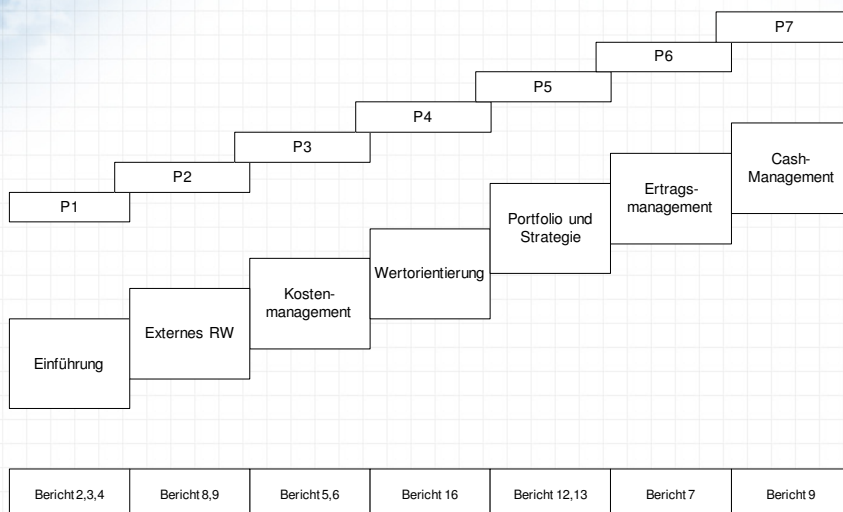 P7
P6
P5
P4
P3
P2
P1
Cash-
Management
Ertrags-
management
Portfolio und
Strategie
Wertorientierung
Kosten-
management
Externes RW
Einführung
Bericht 2,3,4
Bericht 8,9
Bericht 5,6
Bericht 16
Bericht 12,13
Bericht 7
Bericht 9